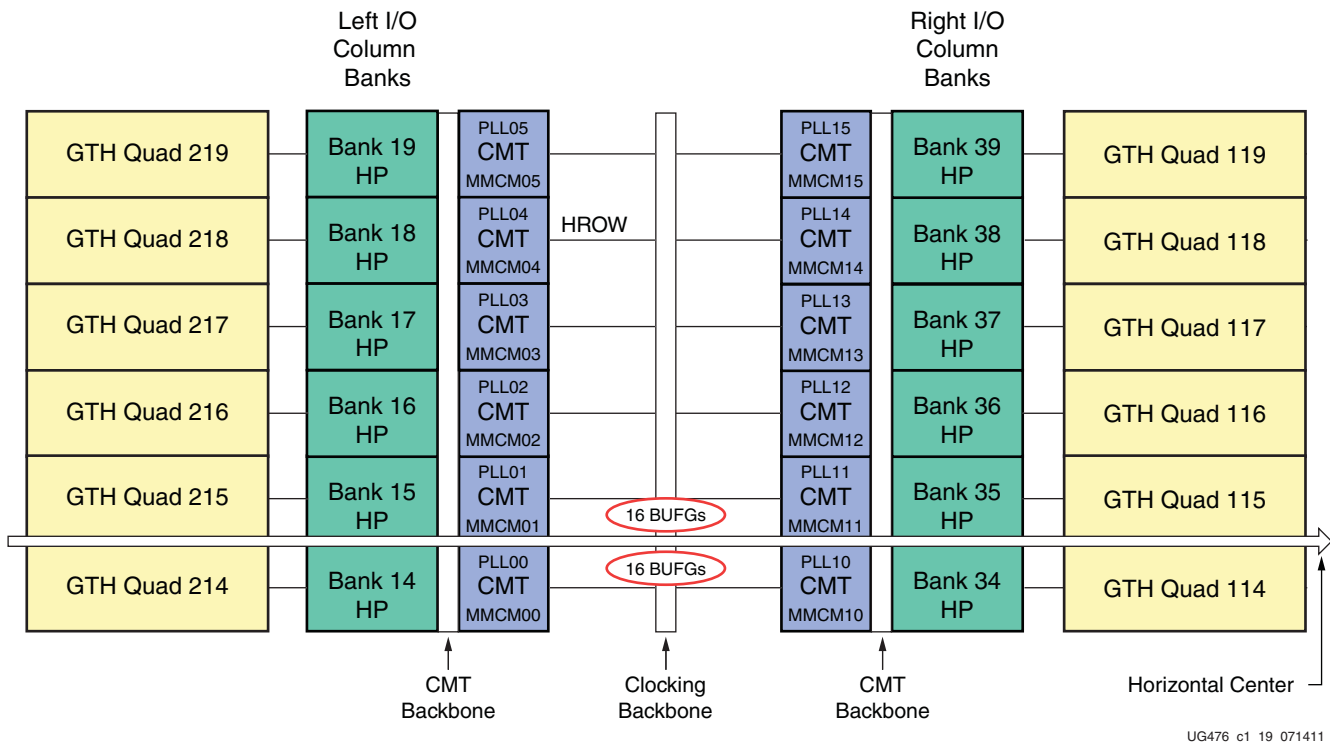 Left I/O
Column
Banks
Right I/O
Column
Banks
GTH Quad 219
Bank 19
HP
PLL05
CMT
MMCM05
PLL15
CMT
MMCM15
Bank 39
HP
GTH Quad 119
GTH Quad 218
Bank 18
HP
PLL04
CMT
MMCM04
HROW
PLL14
CMT
MMCM14
Bank 38
HP
GTH Quad 118
GTH Quad 217
Bank 17
HP
PLL03
CMT
MMCM03
PLL13
CMT
MMCM13
Bank 37
HP
GTH Quad 117
GTH Quad 216
Bank 16
HP
PLL02
CMT
MMCM02
PLL12
CMT
MMCM12
Bank 36
HP
GTH Quad 116
GTH Quad 215
Bank 15
HP
PLL01
CMT
MMCM01
16 BUFGs
PLL11
CMT
MMCM11
Bank 35
HP
GTH Quad 115
GTH Quad 214
Bank 14
HP
PLL00
CMT
MMCM00
16 BUFGs
PLL10
CMT
MMCM10
Bank 34
HP
GTH Quad 114
CMT
Backbone
Clocking
Backbone
CMT
Backbone
Horizontal Center
UG476_c1_19_071411